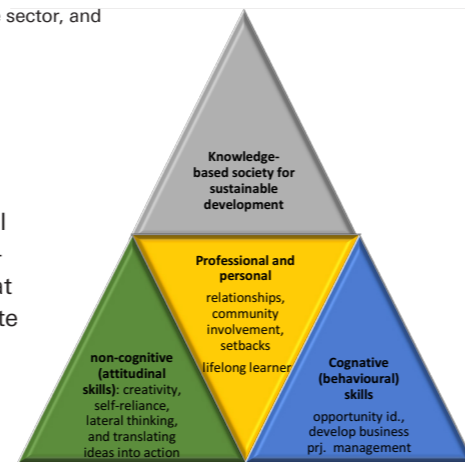 e sector, and
Knowledge-
based society for
sustainable
development
l
-
at
te
Professional and
personal
relationships,
community
involvement,
setbacks
lifelong learner
non-cognitive
(attitudinal
skills): creativity,
self-reliance,
lateral thinking,
and translating
ideas into action
Cognative
(behavioural)
skills
opportunity id.,
develop business
prj. management